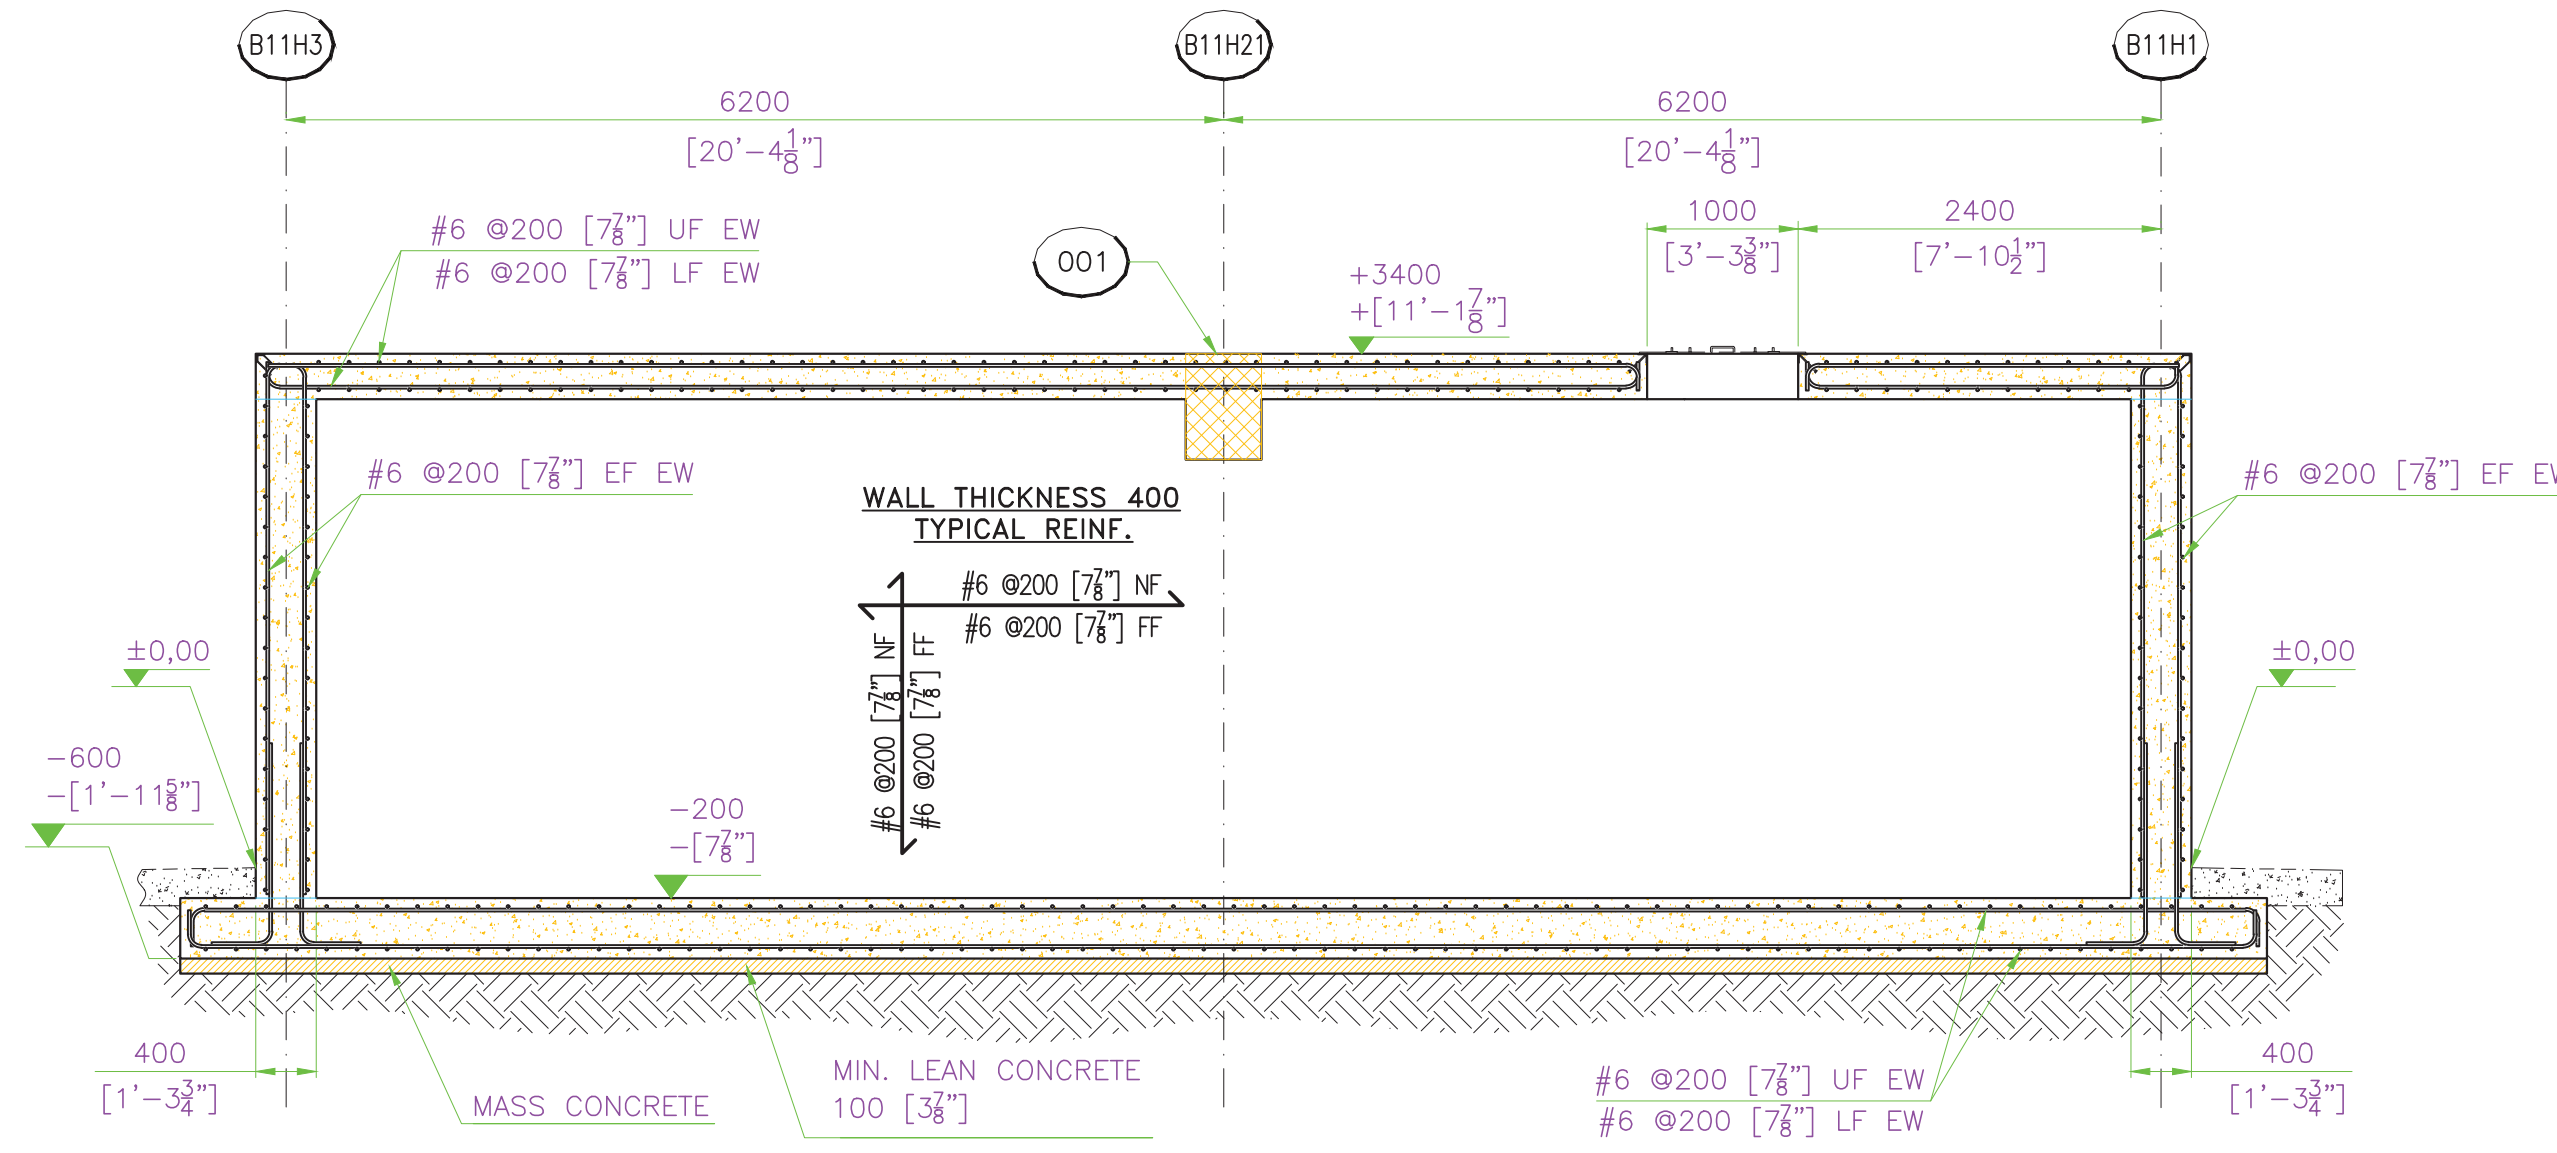 B11H3
B11H21
B11H1
6200
[20'-4 1/8"]
6200
[20'-4 1/8"]
1000
[3'-3 3/8"]
2400
[7'-10 1/2"]
#6 @200 [7 7/8"] UF EW
#6 @200 [7 7/8"] LF EW
001
+3400
+[11'-1 7/8"]
#6 @200 [7 7/8"] EF EW
#6 @200 [7 7/8"] EF
WALL THICKNESS 400
TYPICAL REINF.
#6 @200 [7 7/8"] NF
#6 @200 [7 7/8"] FF
#6 @200 [7 7/8"] NF
#6 @200 [7 7/8"] FF
±0,00
±0,00
-600
-[1'-11 5/8"]
-200
-[7 7/8"]
400
[1'-3 3/4"]
MASS CONCRETE
MIN. LEAN CONCRETE
100 [3 7/8"]
#6 @200 [7 7/8"] UF EW
#6 @200 [7 7/8"] LF EW
400
[1'-3 3/4"]